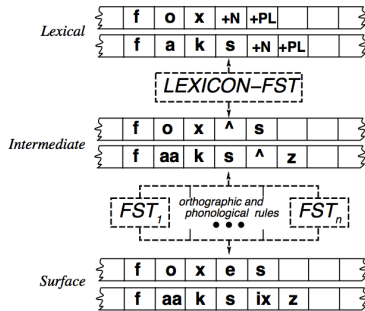 f o x +N +PL
Lexical
f a k s +N +PL
LEXICON–FST
f o x ^ s
Intermediate
f aa k s ^ z
FST1 orthographic and phonological rules ••• FSTn
f o x e s
Surface
f aa k s ix z